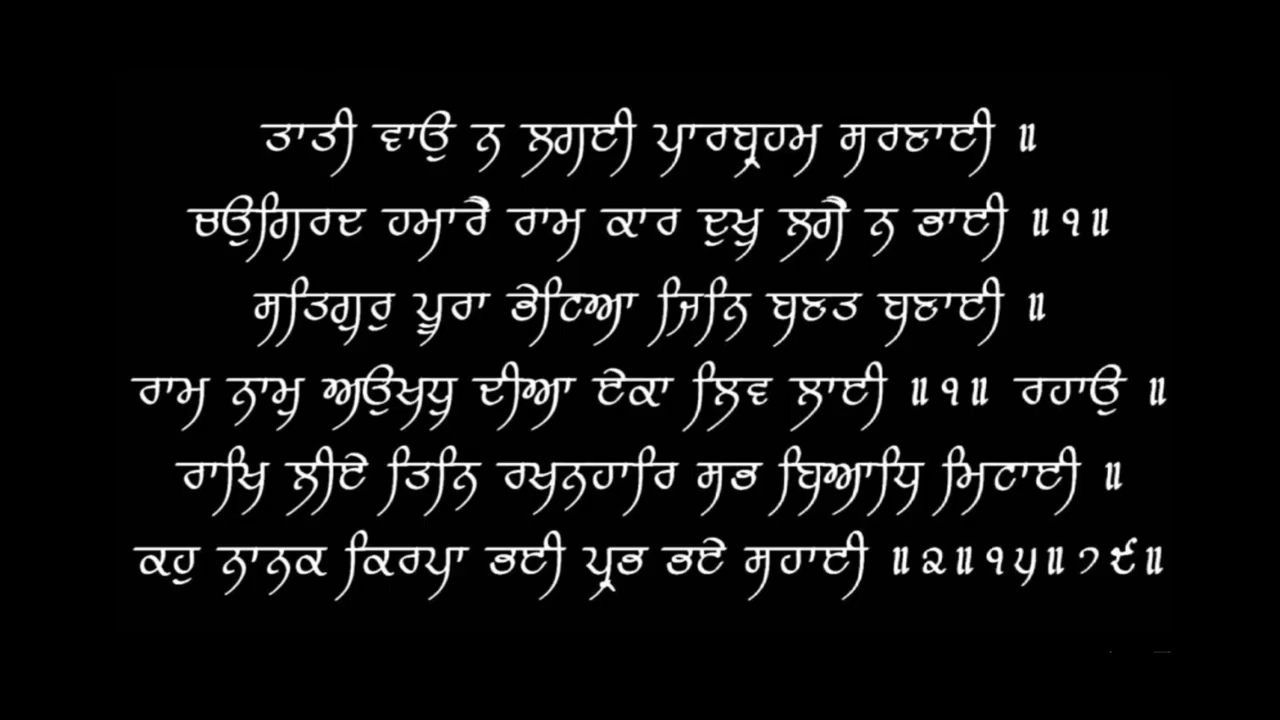 ਤਾਤੀ ਵਾਉ ਨ ਲਗਈ ਪਾਰਬ੍ਰਹਮ ਸਰਣਾਈ ॥
ਚਉਗਿਰਦ ਹਮਾਰੈ ਰਾਮ ਕਾਰ ਦੁਖੁ ਲਗੈ ਨ ਭਾਈ ॥੧॥
ਸਤਿਗੁਰੁ ਪੂਰਾ ਭੇਟਿਆ ਜਿਨਿ ਬਣਤ ਬਣਾਈ ॥
ਰਾਮ ਨਾਮੁ ਅਉਖਧੁ ਦੀਆ ਏਕਾ ਲਿਵ ਲਾਈ ॥੧॥ ਰਹਾਉ ॥
ਰਾਖਿ ਲੀਏ ਤਿਨਿ ਰਖਨਹਾਰਿ ਸਭ ਬਿਆਧਿ ਮਿਟਾਈ ॥
ਕਹੁ ਨਾਨਕ ਕਿਰਪਾ ਭਈ ਪ੍ਰਭ ਭਏ ਸਹਾਈ ॥੨॥੧੫॥੭੯॥